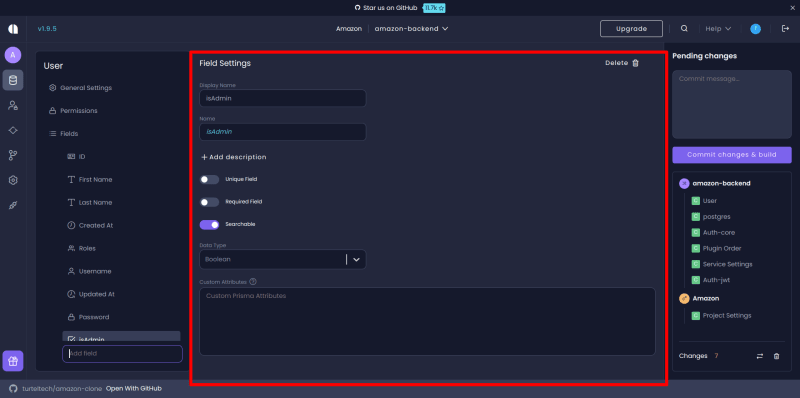 Star us on GitHub 11.7k
v1.9.5
Amazon
amazon-backend
Upgrade
Help
A
User
General Settings
Permissions
Fields
ID
First Name
Last Name
Created At
Roles
Username
Updated At
Password
isAdmin
Add field
Field Settings
Delete
Display Name
isAdmin
Name
isAdmin
+ Add description
Unique Field
Required Field
Searchable
Data Type
Boolean
Custom Attributes
Custom Prisma Attributes
Pending changes
Commit message...
Commit changes & build
amazon-backend
C User
C postgres
C Auth-core
C Plugin Order
C Service Settings
C Auth-jwt
Amazon
C Project Settings
Changes 7
turteltech/amazon-clone Open With GitHub